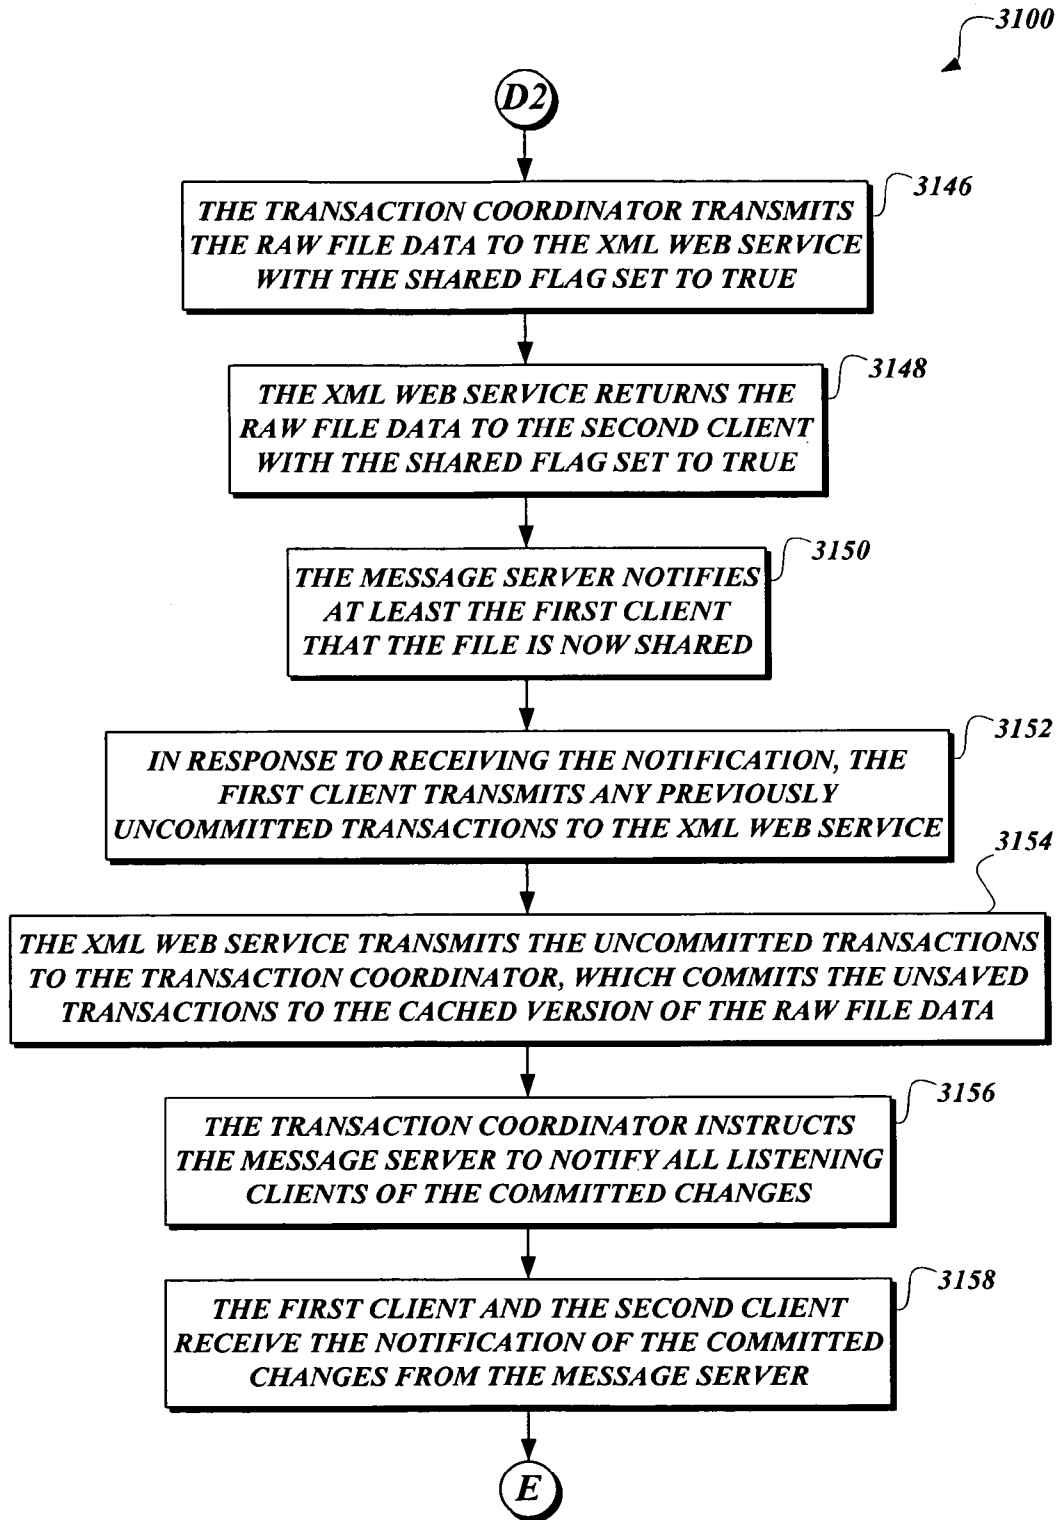 3100
D2
3146
THE TRANSACTION COORDINATOR TRANSMITS
THE RAW FILE DATA TO THE XML WEB SERVICE
WITH THE SHARED FLAG SET TO TRUE
3148
THE XML WEB SERVICE RETURNS THE
RAW FILE DATA TO THE SECOND CLIENT
WITH THE SHARED FLAG SET TO TRUE
3150
THE MESSAGE SERVER NOTIFIES
AT LEAST THE FIRST CLIENT
THAT THE FILE IS NOW SHARED
3152
IN RESPONSE TO RECEIVING THE NOTIFICATION, THE
FIRST CLIENT TRANSMITS ANY PREVIOUSLY
UNCOMMITTED TRANSACTIONS TO THE XML WEB SERVICE
3154
THE XML WEB SERVICE TRANSMITS THE UNCOMMITTED TRANSACTIONS
TO THE TRANSACTION COORDINATOR, WHICH COMMITS THE UNSAVED
TRANSACTIONS TO THE CACHED VERSION OF THE RAW FILE DATA
3156
THE TRANSACTION COORDINATOR INSTRUCTS
THE MESSAGE SERVER TO NOTIFY ALL LISTENING
CLIENTS OF THE COMMITTED CHANGES
3158
THE FIRST CLIENT AND THE SECOND CLIENT
RECEIVE THE NOTIFICATION OF THE COMMITTED
CHANGES FROM THE MESSAGE SERVER
E